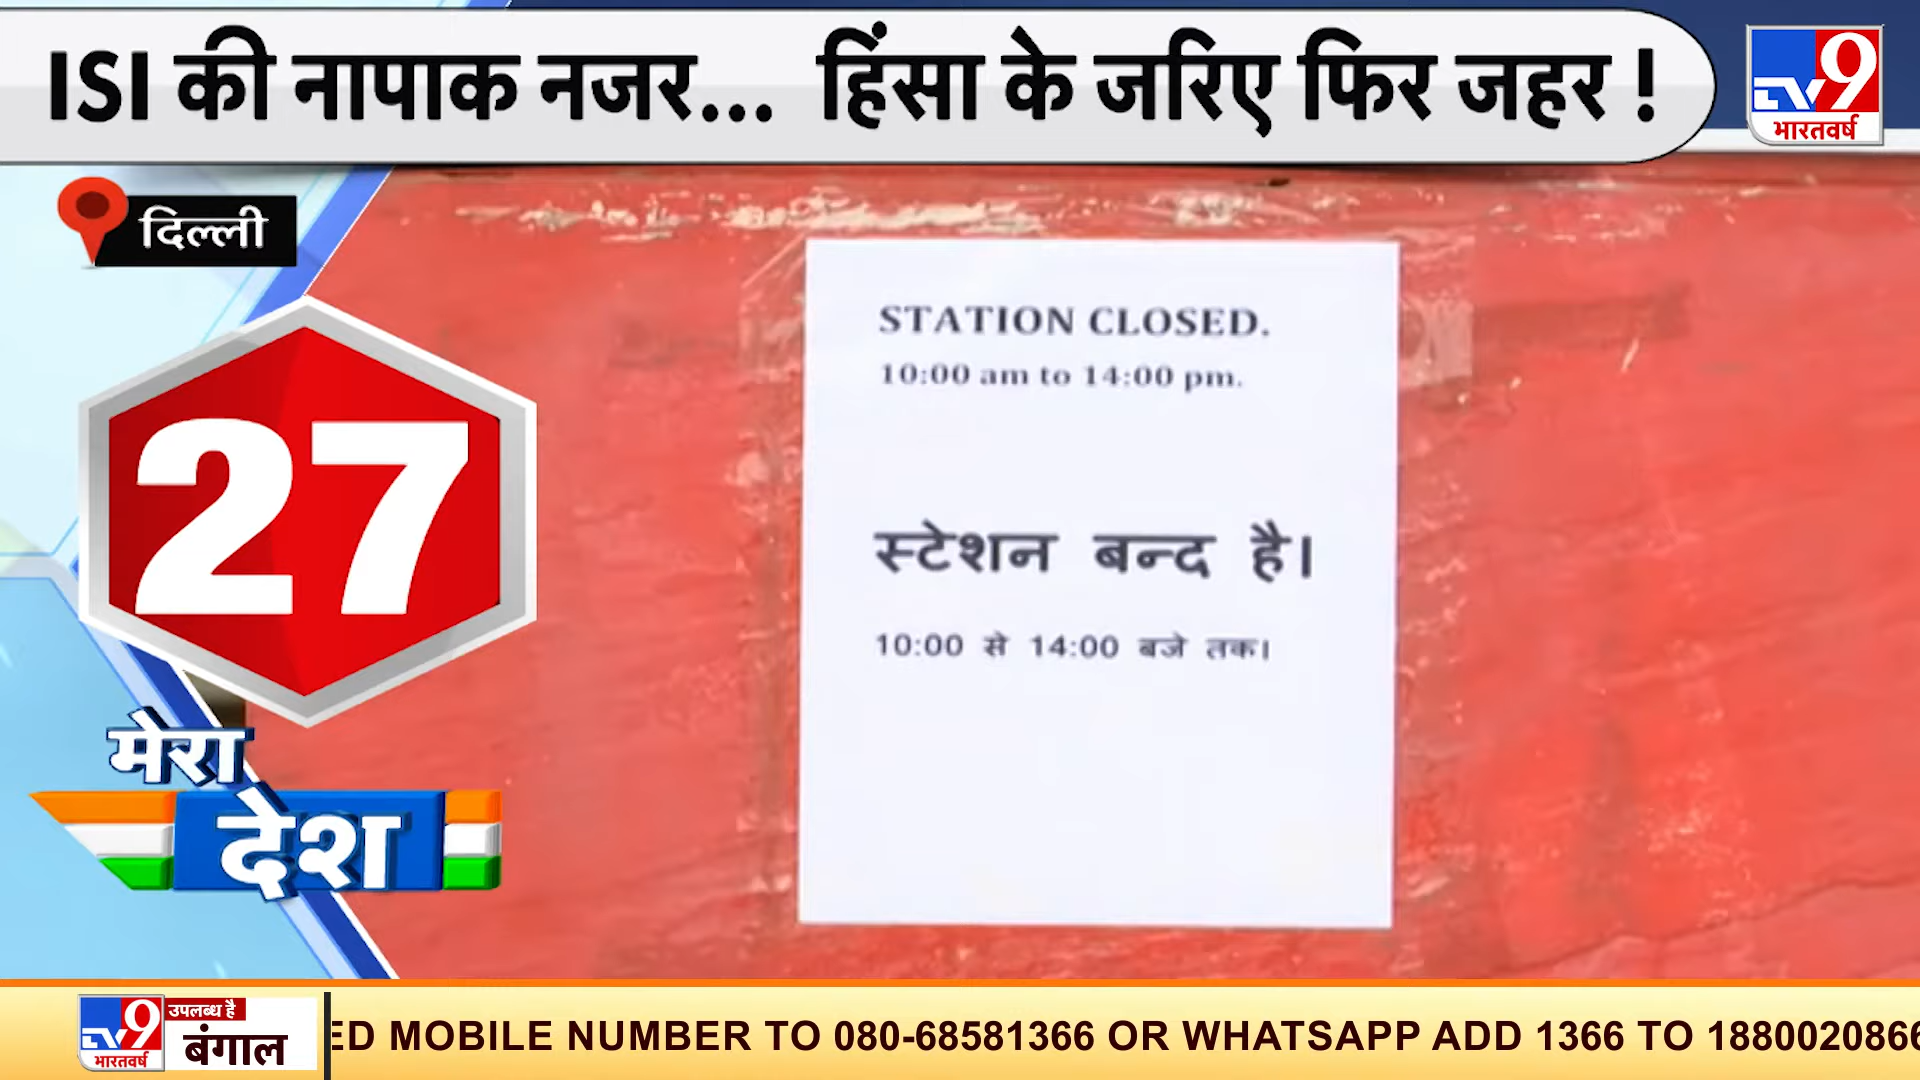 ISI की नापाक नजर... हिंसा के जरिए फिर जहर !
TV9
भारतवर्ष
दिल्ली
STATION CLOSED.
10:00 am to 14:00 pm.
27
स्टेशन बन्द है।
10:00 से 14:00 बजे तक।
मेरा
देश
TV9
भारतवर्ष
उपलब्ध है
बंगाल
ED MOBILE NUMBER TO 080-68581366 OR WHATSAPP ADD 1366 TO 1880020866